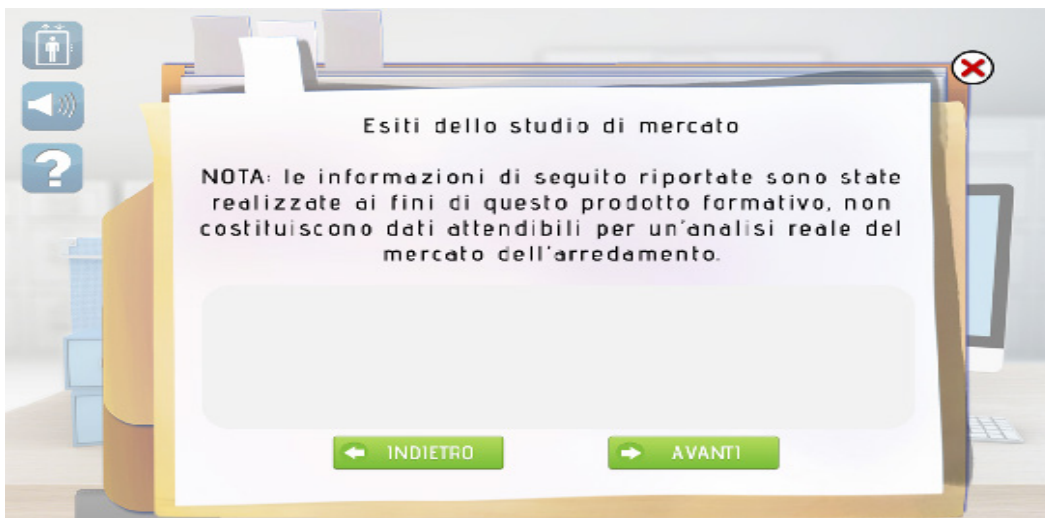 Esiti dello studio di mercato
NOTA: le informazioni di seguito riportate sono state
realizzate ai fini di questo prodotto formativo, non
costituiscono dati attendibili per un'analisi reale del
mercato dell'arredamento.
INDIETRO
AVANTI